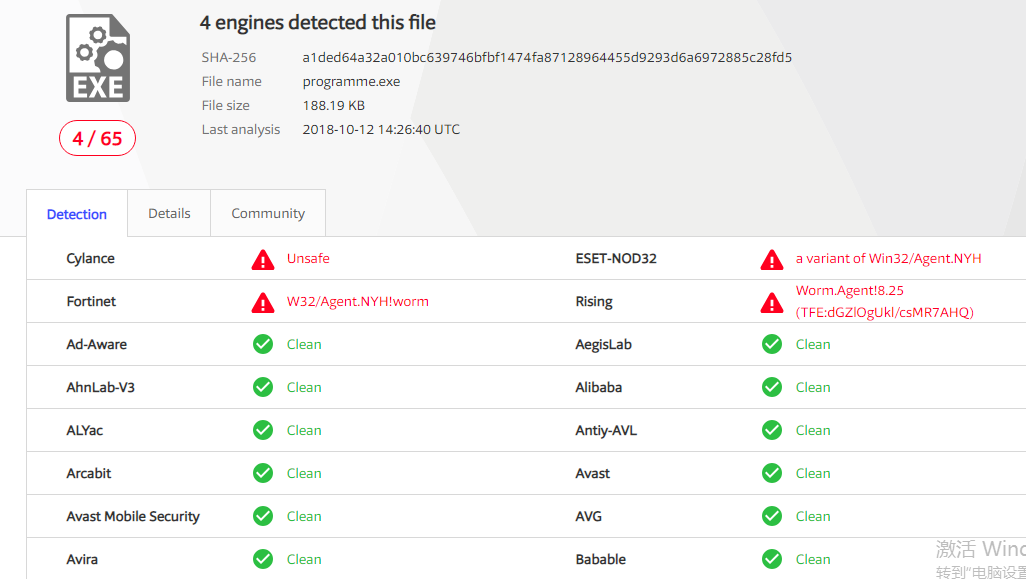 4 engines detected this file
EXE
SHA-256 a1ded64a32a010bc639746bfbf1474fa87128964455d9293d6a6972885c28fd5
File name programme.exe
File size 188.19 KB
Last analysis 2018-10-12 14:26:40 UTC
4 / 65
Detection Details Community
Cylance Unsafe ESET-NOD32 a variant of Win32/Agent.NYH
Fortinet W32/Agent.NYH!worm Rising Worm.Agent!8.25
(TFE:dGZlOgUkl/csMR7AHQ)
Ad-Aware Clean AegisLab Clean
AhnLab-V3 Clean Alibaba Clean
ALYac Clean Antiy-AVL Clean
Arcabit Clean Avast Clean
Avast Mobile Security Clean AVG Clean
Avira Clean Babable Clean
激活 Wind
转到"电脑设置